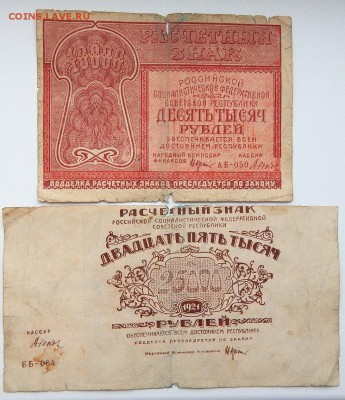 COINS.LAVE.RU
РАСЧЕТНЫЙ
ЗНАК
10000
РОССИЙСКОЙ
СОЦИАЛИСТИЧЕСКОЙ ФЕДЕРАТИВНОЙ
СОВЕТСКОЙ РЕСПУБЛИКИ
ДЕСЯТЬ ТЫСЯЧ
РУБЛЕЙ
ОБЕСПЕЧИВАЕТСЯ ВСЕМ
ДОСТОЯНИЕМ РЕСПУБЛИКИ
НАРОДНЫЙ КОМИССАР КАССИР
ФИНАНСОВ АБ-050
ПОДДЕЛКА РАСЧЕТНЫХ ЗНАКОВ ПРЕСЛЕДУЕТСЯ ПО ЗАКОНУ.
РАСЧЕТНЫЙ ЗНАК
РОССИЙСКОЙ СОЦИАЛИСТИЧЕСКОЙ ФЕДЕРАТИВНОЙ
СОВЕТСКОЙ РЕСПУБЛИКИ
ДВАДЦАТЬ ПЯТЬ ТЫСЯЧ
25000
1921
РУБЛЕЙ
ОБЕСПЕЧИВАЕТСЯ ВСЕМ ДОСТОЯНИЕМ РЕСПУБЛИКИ
ПОДДЕЛКА ПРЕСЛЕДУЕТСЯ ПО ЗАКОНУ
КАССИР
Народный Комиссар Финансов
ББ-064